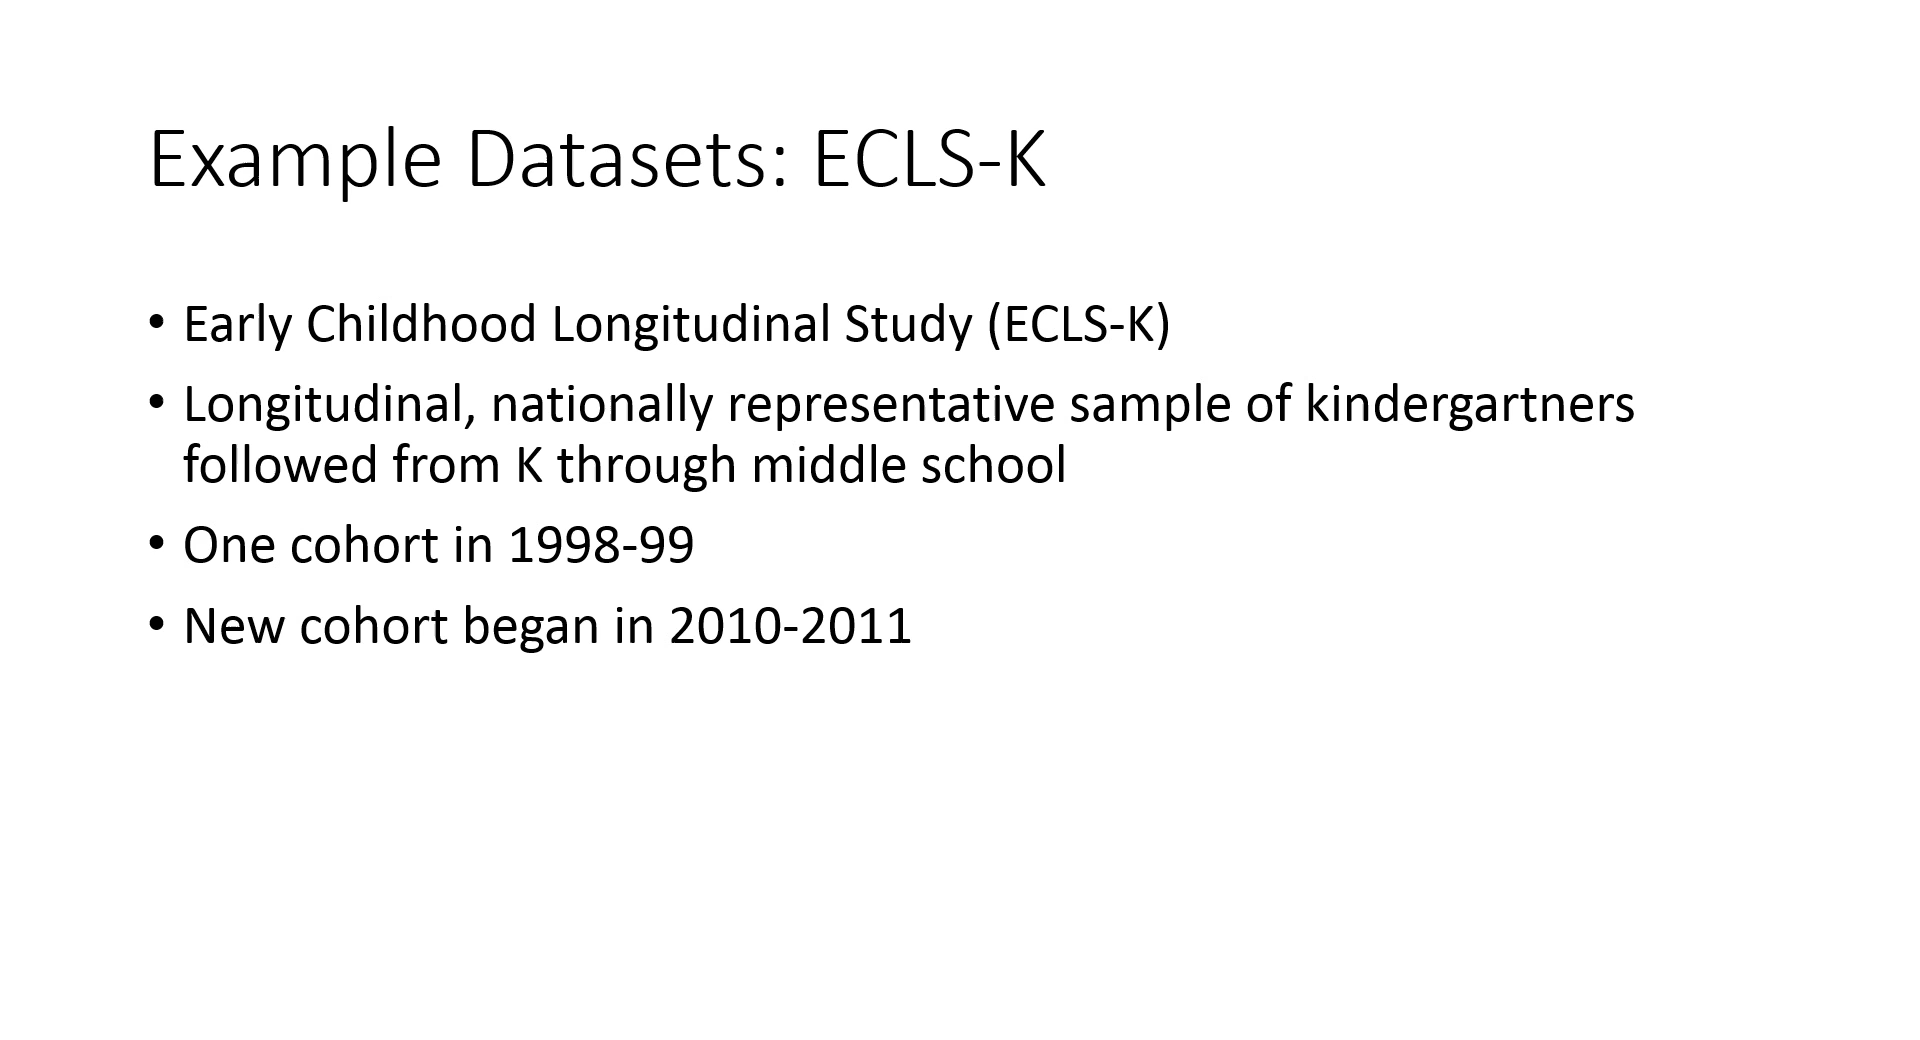 Example Datasets: ECLS-K
• Early Childhood Longitudinal Study (ECLS-K)
• Longitudinal, nationally representative sample of kindergartners
followed from K through middle school
• One cohort in 1998-99
• New cohort began in 2010-2011